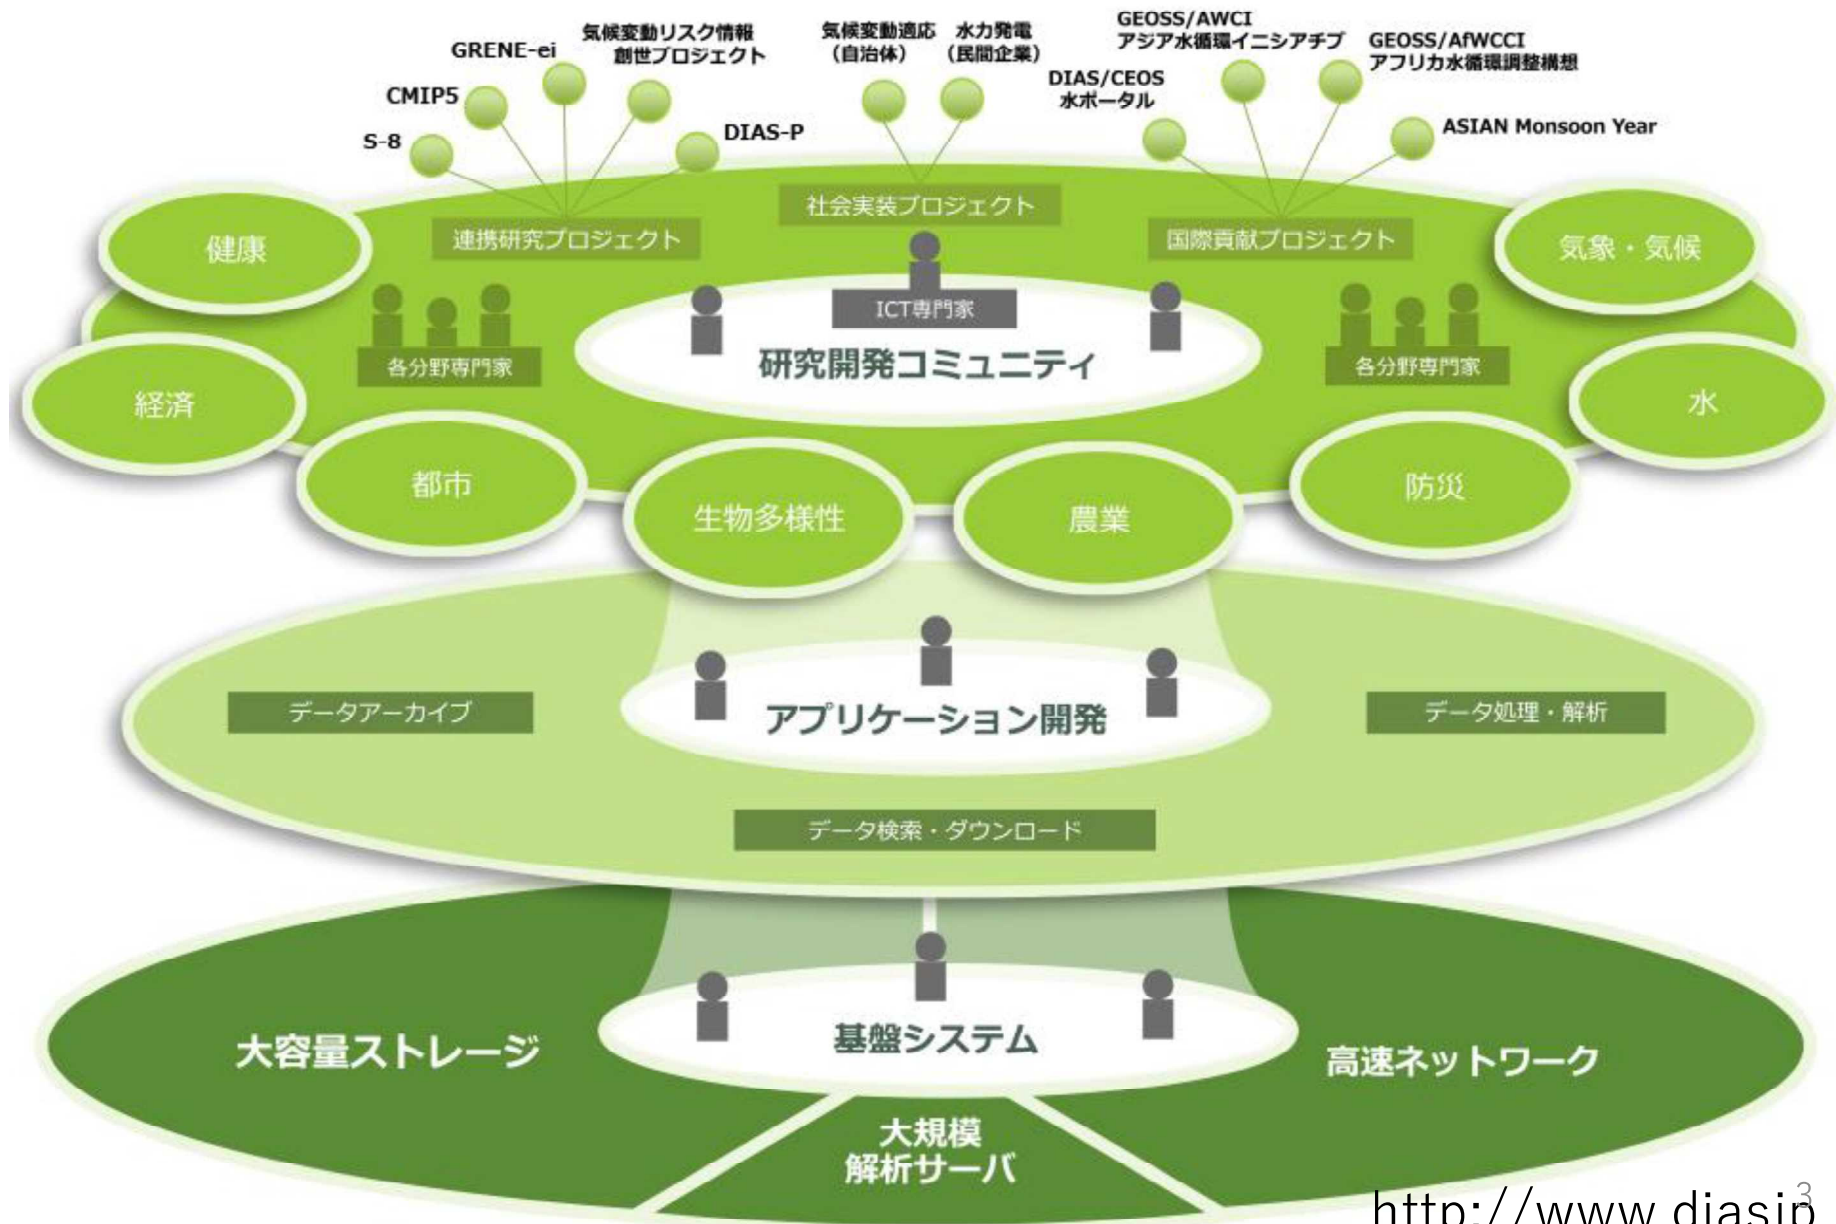 GRENE-ei
気候変動リスク情報
創世プロジェクト
CMIP5
S-8
DIAS-P
気候変動適応
（自治体）
水力発電
（民間企業）
GEOSS/AWCI
アジア水循環イニシアチブ
GEOSS/AfWCCI
アフリカ水循環調整構想
DIAS/CEOS
水ポータル
ASIAN Monsoon Year
連携研究プロジェクト
社会実装プロジェクト
国際貢献プロジェクト
健康
気象・気候
ICT専門家
研究開発コミュニティ
各分野専門家
各分野専門家
経済
水
都市
生物多様性
農業
防災
データアーカイブ
アプリケーション開発
データ処理・解析
データ検索・ダウンロード
大容量ストレージ
基盤システム
高速ネットワーク
大規模
解析サーバ
http://www.diasjp
3